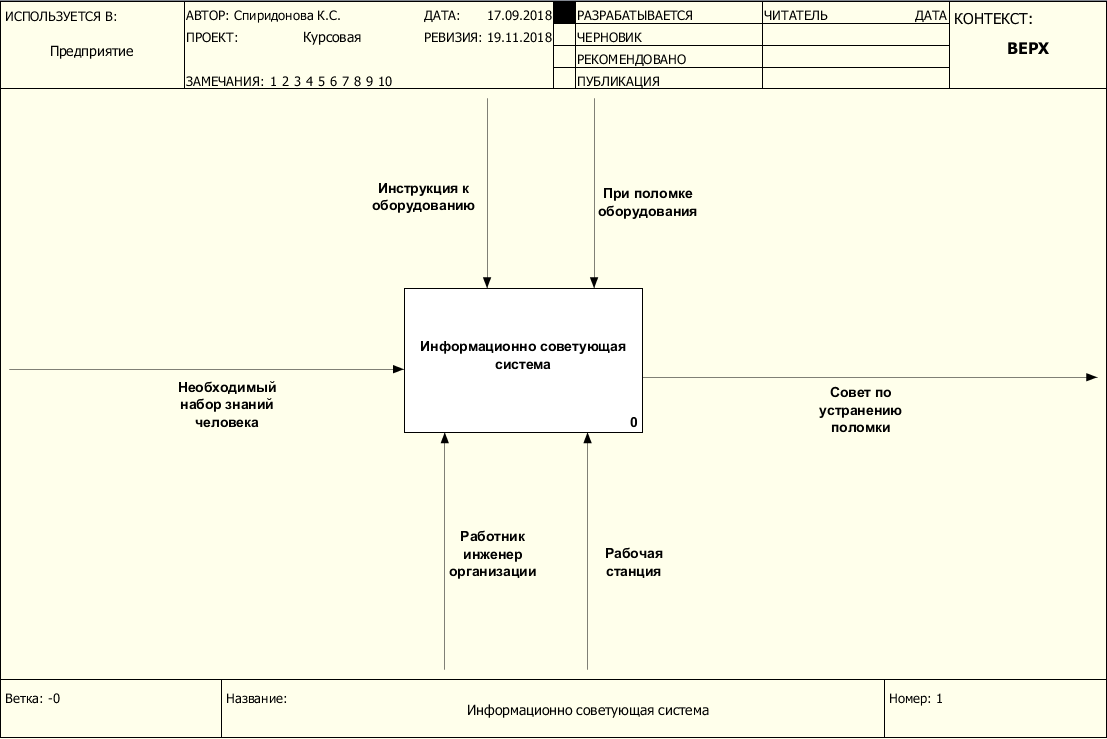 ИСПОЛЬЗУЕТСЯ В:
Предприятие
АВТОР: Спиридонова К.С.
ДАТА: 17.09.2018
ПРОЕКТ: Курсовая
РЕВИЗИЯ: 19.11.2018
ЗАМЕЧАНИЯ: 1 2 3 4 5 6 7 8 9 10
РАЗРАБАТЫВАЕТСЯ
ЧЕРНОВИК
РЕКОМЕНДОВАНО
ПУБЛИКАЦИЯ
ЧИТАТЕЛЬ ДАТА
КОНТЕКСТ:
ВЕРХ
Инструкция к
оборудованию
При поломке
оборудования
Информационно советующая
система
0
Необходимый
набор знаний
человека
Совет по
устранению
поломки
Работник
инженер
организации
Рабочая
станция
Ветка: -0
Название:
Информационно советующая система
Номер: 1